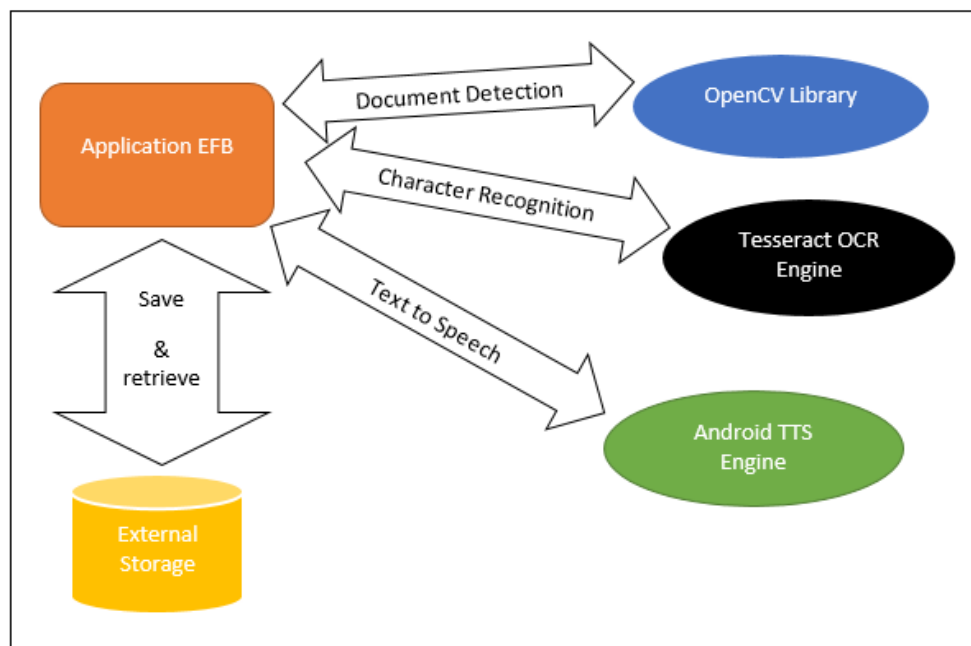 Application EFB
Document Detection
OpenCV Library
Character Recognition
Tesseract OCR
Engine
Text to Speech
Android TTS
Engine
Save
&
retrieve
External
Storage